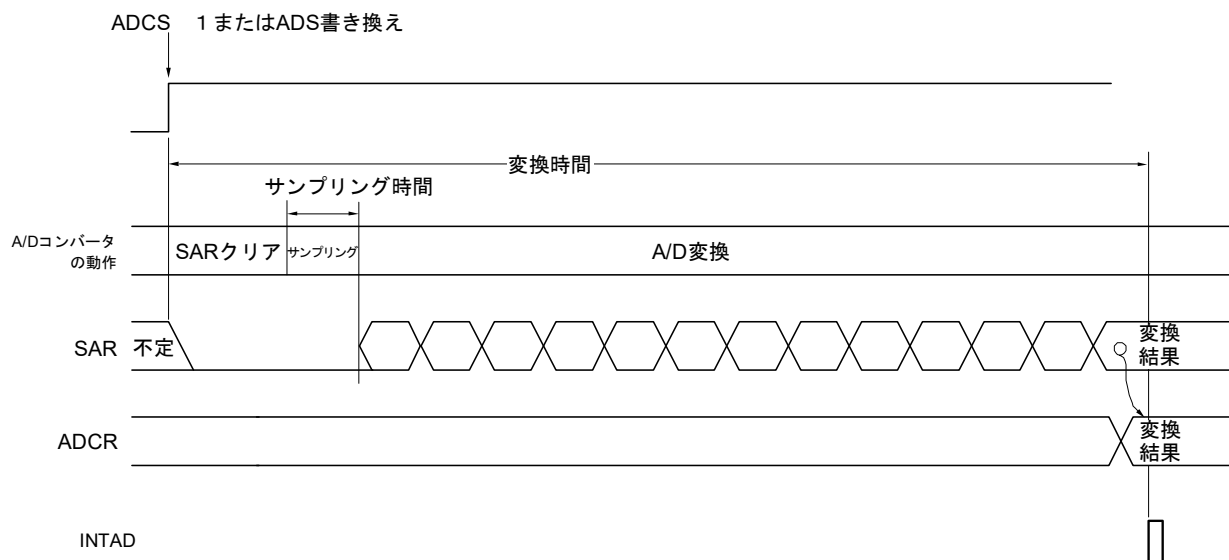 ADCS 1 またはADS書き換え
変換時間
サンプリング時間
A/Dコンバータ
の動作
SARクリア
サンプリング
A/D変換
SAR
不定
変換
結果
ADCR
変換
結果
INTAD